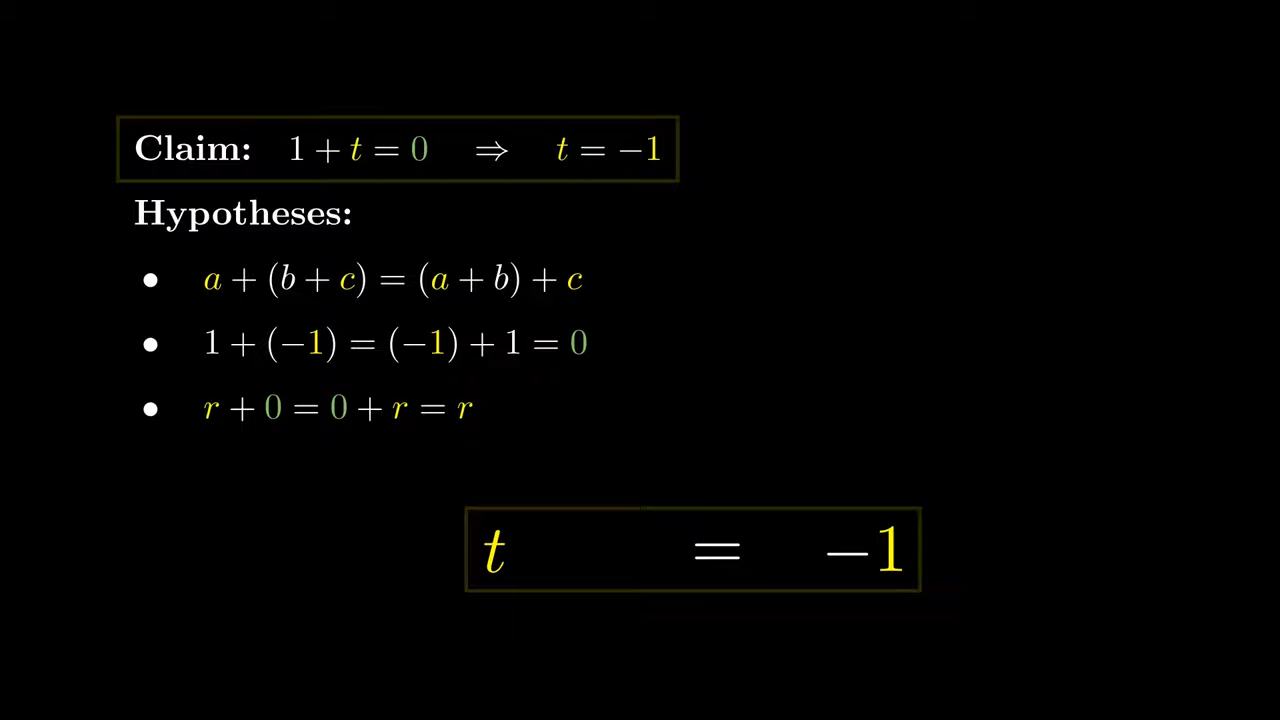 Claim: 1 + t = 0 ⇒ t = −1
Hypotheses:
• a + (b + c) = (a + b) + c
• 1 + (−1) = (−1) + 1 = 0
• r + 0 = 0 + r = r
t = −1